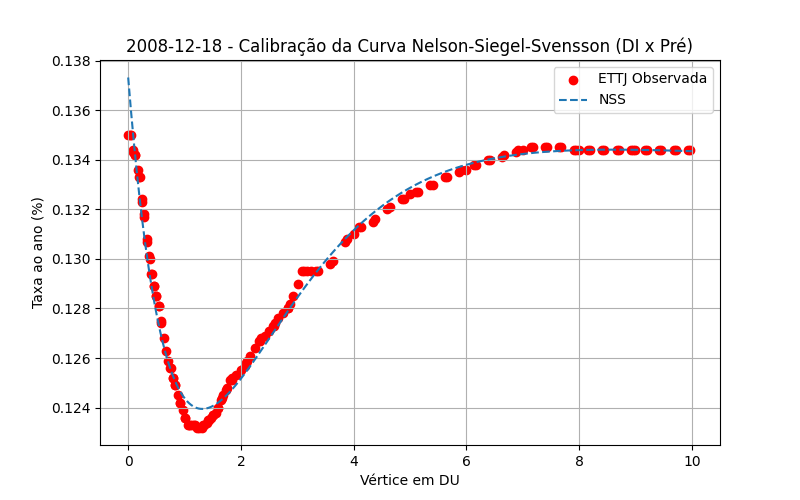 2008-12-18 - Calibração da Curva Nelson-Siegel-Svensson (DI x Pré)
0.138
0.136
0.134
0.132
0.130
0.128
0.126
0.124
Taxa ao ano (%)
ETTJ Observada
NSS
0
2
4
6
8
10
Vértice em DU